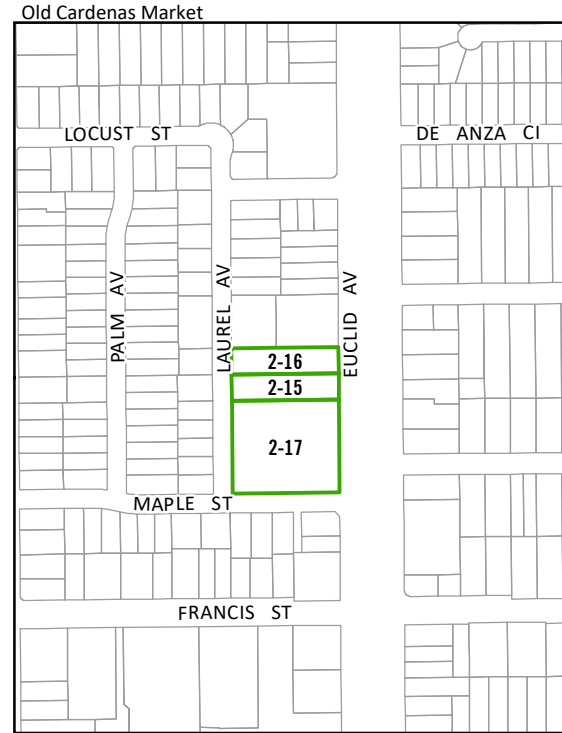 Old Cardenas Market
LOCUST ST
DE ANZA CI
PALM AV
LAUREL AV
EUCLID AV
2-16
2-15
2-17
MAPLE ST
FRANCIS ST